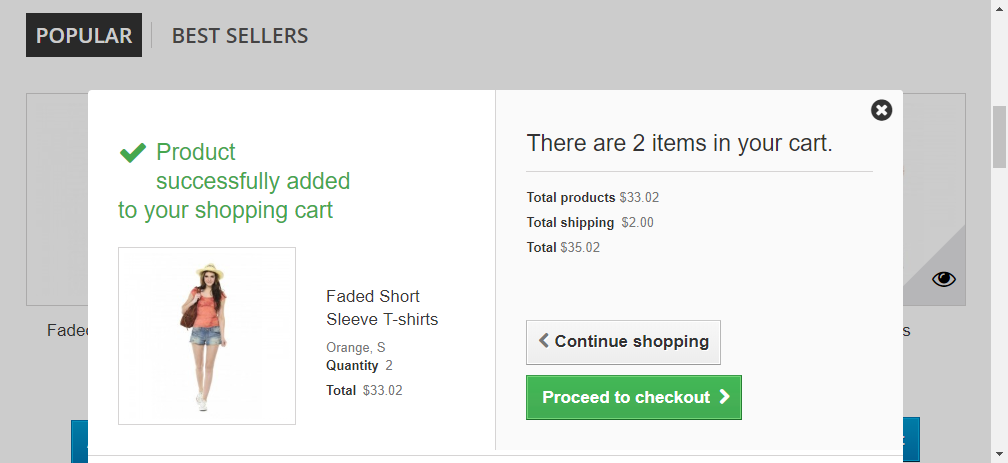 POPULAR
BEST SELLERS
Product
successfully added
to your shopping cart
Faded Short
Sleeve T-shirts
Orange, S
Quantity 2
Total $33.02
There are 2 items in your cart.
Total products $33.02
Total shipping $2.00
Total $35.02
Continue shopping
Proceed to checkout